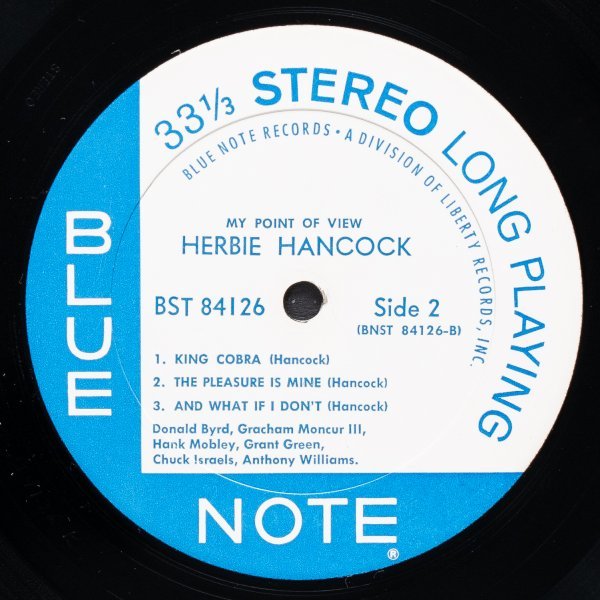 33⅓ STEREO LONG PLAYING
BLUE NOTE RECORDS • A DIVISION OF LIBERTY RECORDS, INC.
MY POINT OF VIEW
HERBIE HANCOCK
BST 84126
Side 2
(BNST 84126-B)
1. KING COBRA (Hancock)
2. THE PLEASURE IS MINE (Hancock)
3. AND WHAT IF I DON'T (Hancock)
Donald Byrd, Gracham Moncur III,
Hank Mobley, Grant Green,
Chuck Israels, Anthony Williams.
BLUE
NOTE®